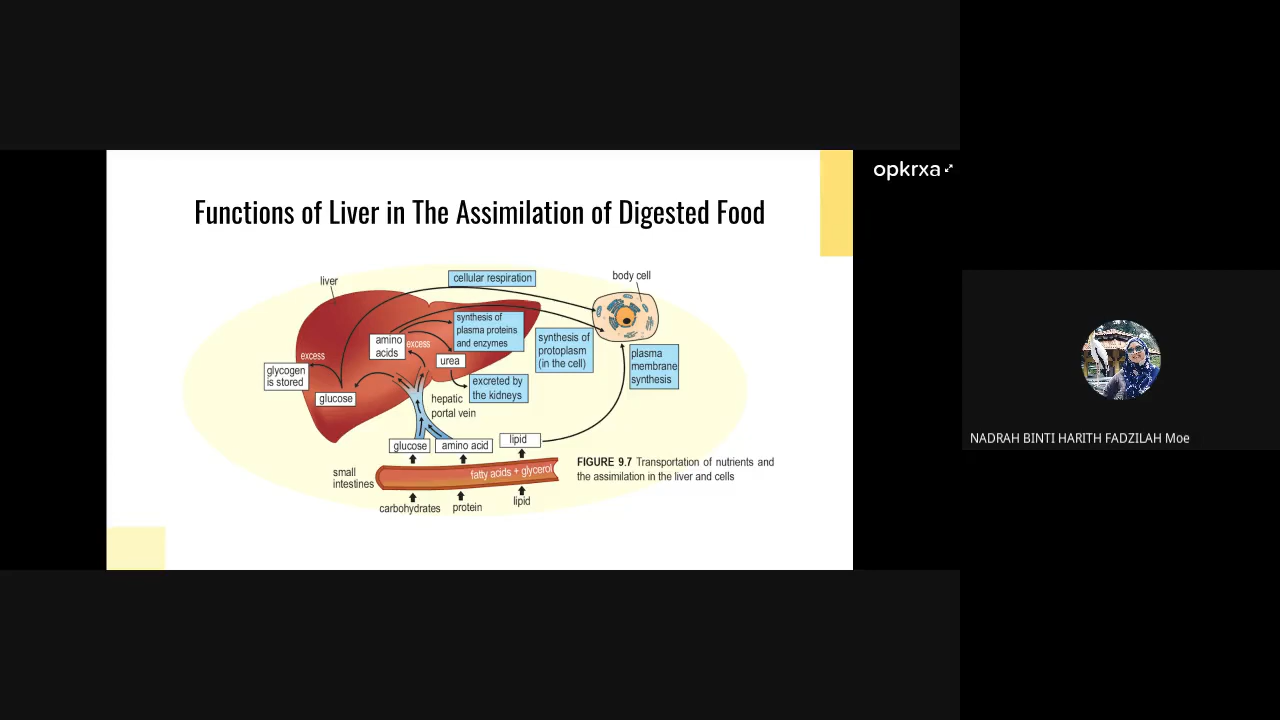 opkrxa
Functions of Liver in The Assimilation of Digested Food
liver
cellular respiration
body cell
synthesis of
plasma proteins
and enzymes
amino
acids
excess
synthesis of
protoplasm
(in the cell)
urea
plasma
membrane
synthesis
excess
glycogen
is stored
glucose
excreted by
the kidneys
hepatic
portal vein
glucose
amino acid
lipid
small
intestines
fatty acids + glycerol
FIGURE 9.7 Transportation of nutrients and
the assimilation in the liver and cells
carbohydrates
protein
lipid
NADRAH BINTI HARITH FADZILAH Moe